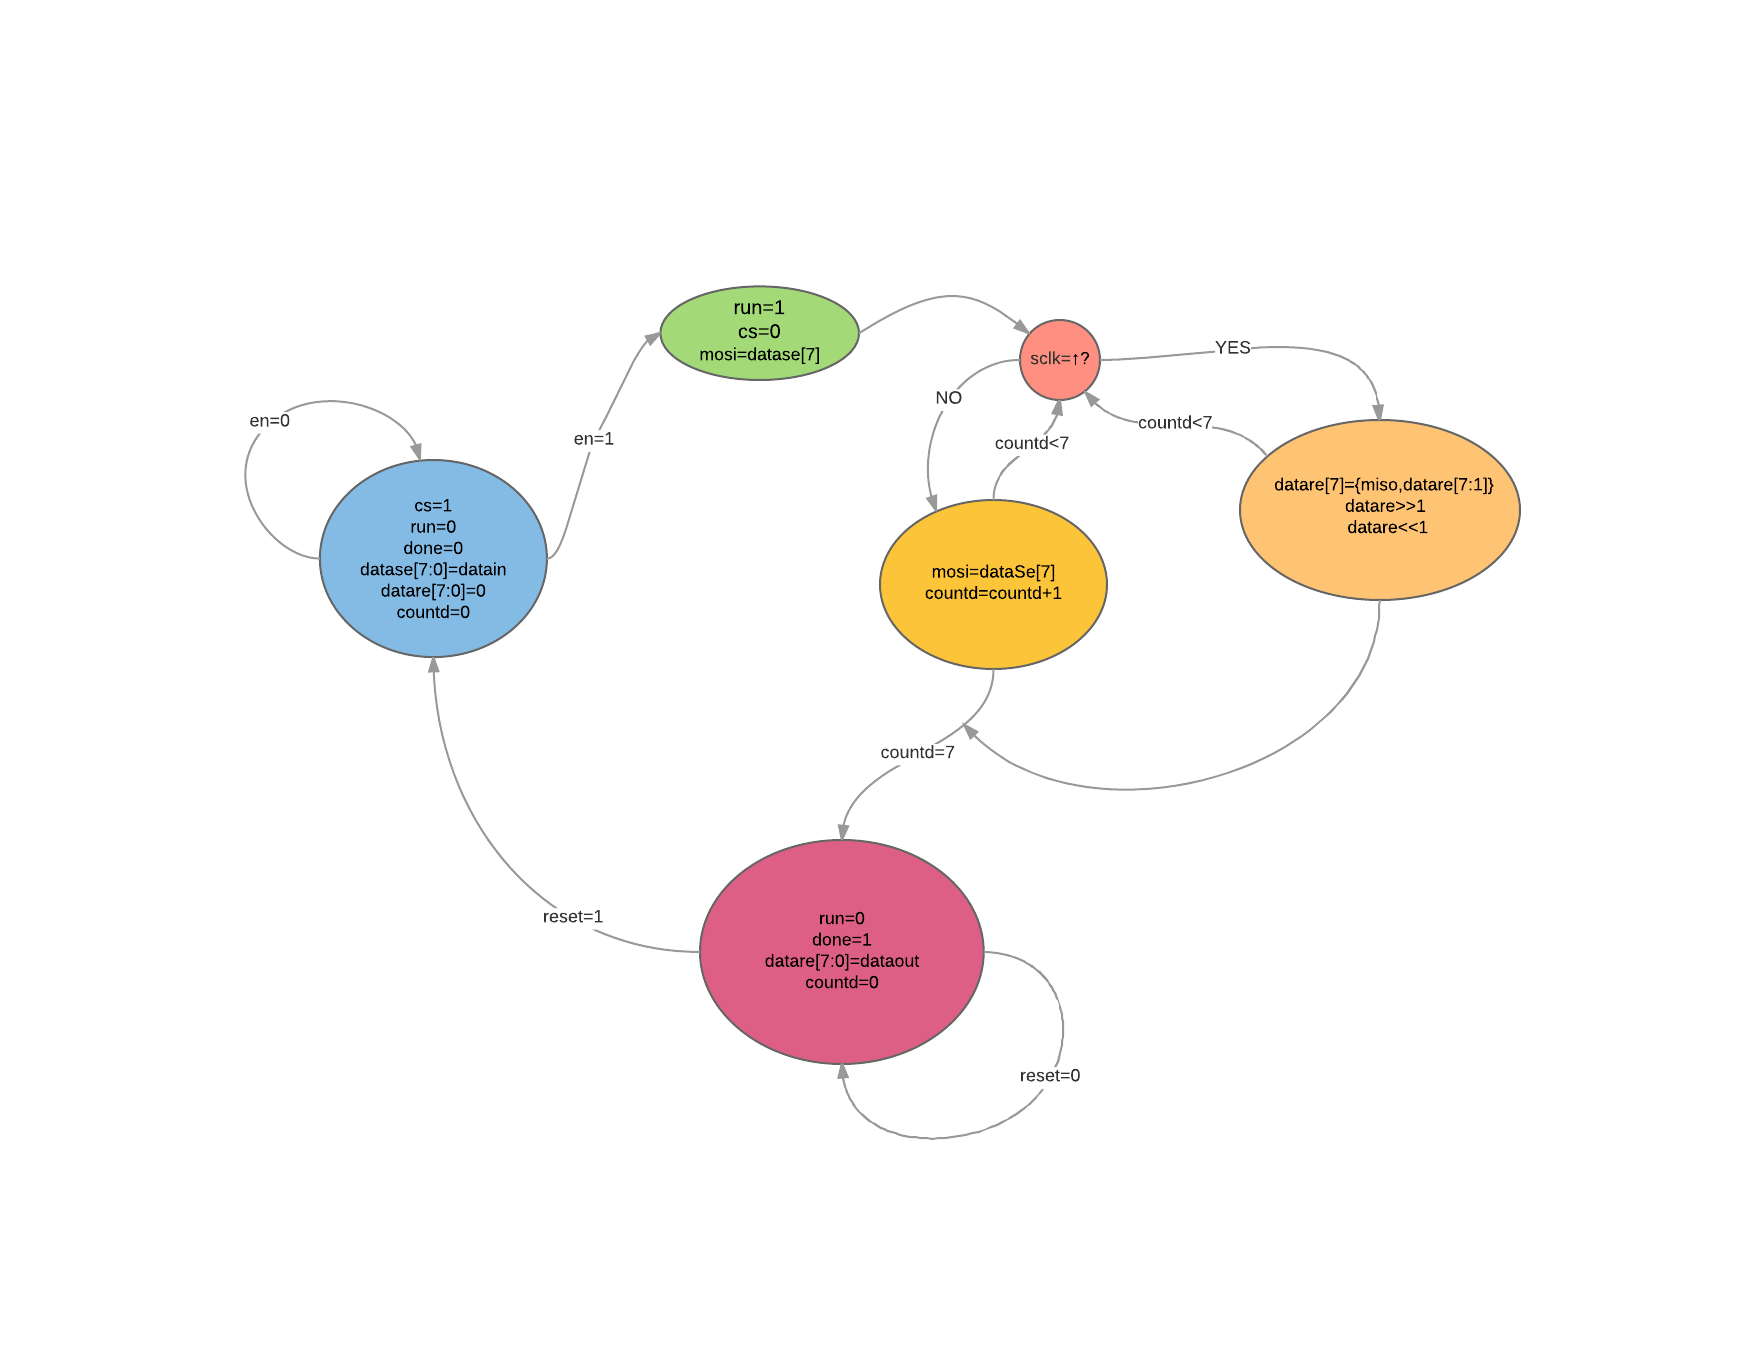 run=1
cs=0
mosi=datase[7]
sclk=↑?
YES
NO
countd<7
countd<7
en=0
en=1
cs=1
run=0
done=0
datase[7:0]=datain
datare[7:0]=0
countd=0
datare[7]={miso,datare[7:1]}
datare>>1
datare<<1
mosi=dataSe[7]
countd=countd+1
countd=7
reset=1
run=0
done=1
datare[7:0]=dataout
countd=0
reset=0